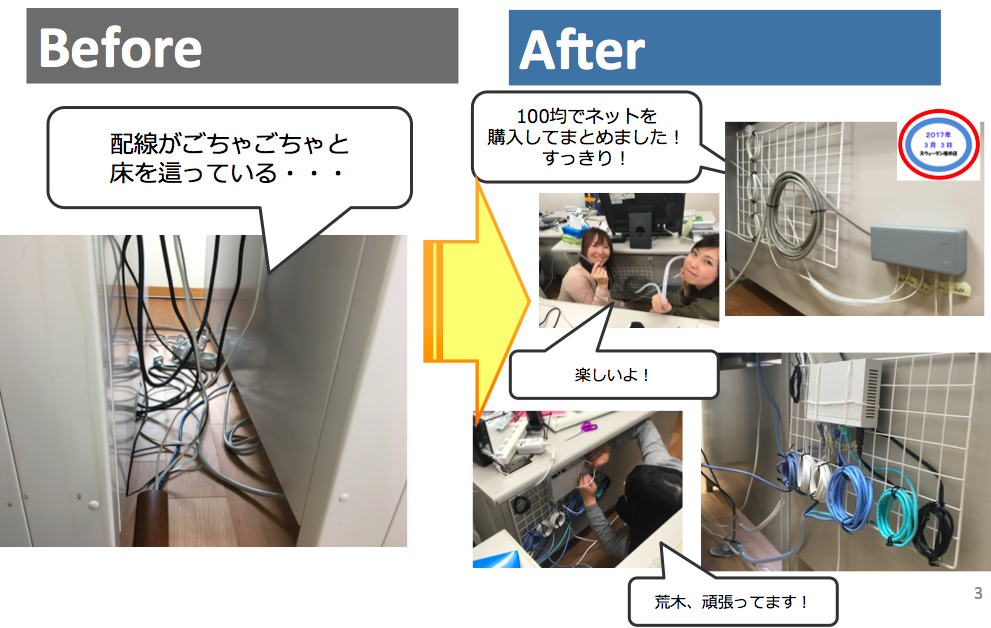 Before
After
配線がごちゃごちゃと
床を這っている・・・
100均でネットを
購入してまとめました！
すっきり！
2017年
3月 3日
楽しいよ！
荒木、頑張ってます！
3